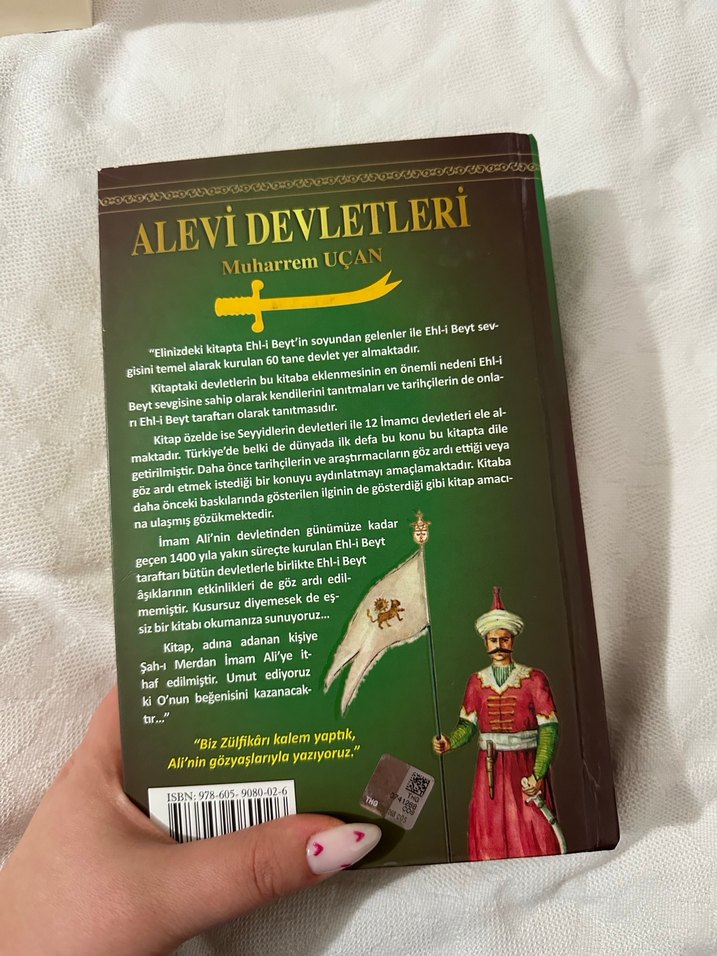 ALEVİ DEVLETLERİ
Muharrem UÇAN
“Elinizdeki kitapta Ehl-i Beyt’in soyundan gelenler ile Ehl-i Beyt sev-
gisini temel alarak kurulan 60 tane devlet yer almaktadır.
Kitaptaki devletlerin bu kitaba eklenmesinin en önemli nedeni Ehl-i
Beyt sevgisine sahip olarak kendilerini tanıtmaları ve tarihçilerin de onla-
rı Ehl-i Beyt taraftarı olarak tanıtmasıdır.
Kitap özelde ise Seyyidlerin devletleri ile 12 İmamcı devletleri ele al-
maktadır. Türkiye’de belki de dünyada ilk defa bu konu bu kitapta dile
getirilmiştir. Daha önce tarihçilerin ve araştırmacıların göz ardı ettiği veya
göz ardı etmek istediği bir konuyu aydınlatmayı amaçlamaktadır. Kitaba
daha önceki baskılarında gösterilen ilginin de gösterdiği gibi kitap amacı-
na ulaşmış gözükmektedir.
İmam Ali’nin devletinden günümüze kadar
geçen 1400 yıla yakın süreçte kurulan Ehl-i Beyt
taraftarı bütün devletlerle birlikte Ehl-i Beyt
âşıklarının etkinlikleri de göz ardı edil-
memiştir. Kusursuz diyemesek de eş-
siz bir kitabı okumanıza sunuyoruz...
Kitap, adına adanan kişiye
Şah-ı Merdan İmam Ali’ye it-
haf edilmiştir. Umut ediyoruz
ki O’nun beğenisini kazanacak-
tır...”
“Biz Zülfikârı kalem yaptık,
Ali’nin gözyaşlarıyla yazıyoruz.”
ISBN: 978-605- 9080-02-6
THG
THG